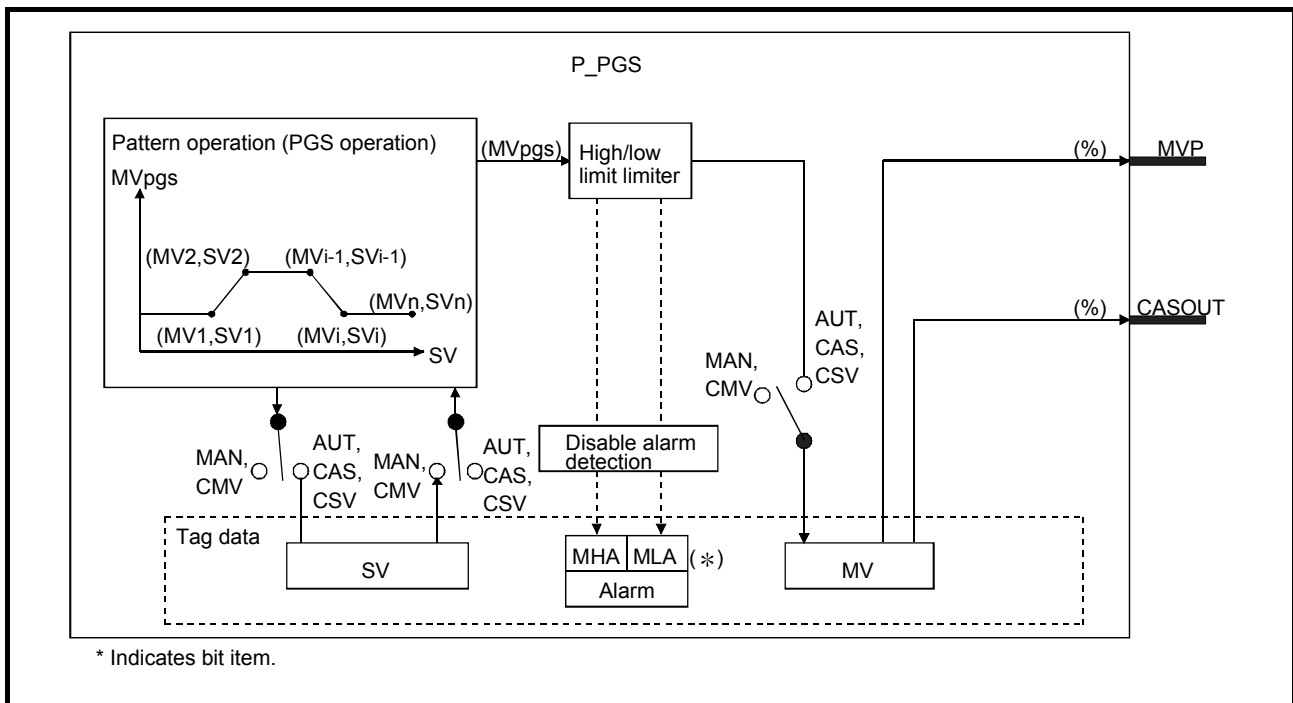 P_PGS
Pattern operation (PGS operation)
MVpgs
(MV2,SV2)
(MVi-1,SVi-1)
(MVn,SVn)
(MV1,SV1)
(MVi,SVi)
SV
(MVpgs)
High/low
limit limiter
(%)
MVP
(%)
CASOUT
AUT,
CAS,
CSV
MAN,
CMV
MAN,
CMV
AUT,
CAS,
CSV
MAN,
CMV
AUT,
CAS,
CSV
Disable alarm
detection
Tag data
SV
MHA
MLA
(*)
Alarm
MV
* Indicates bit item.